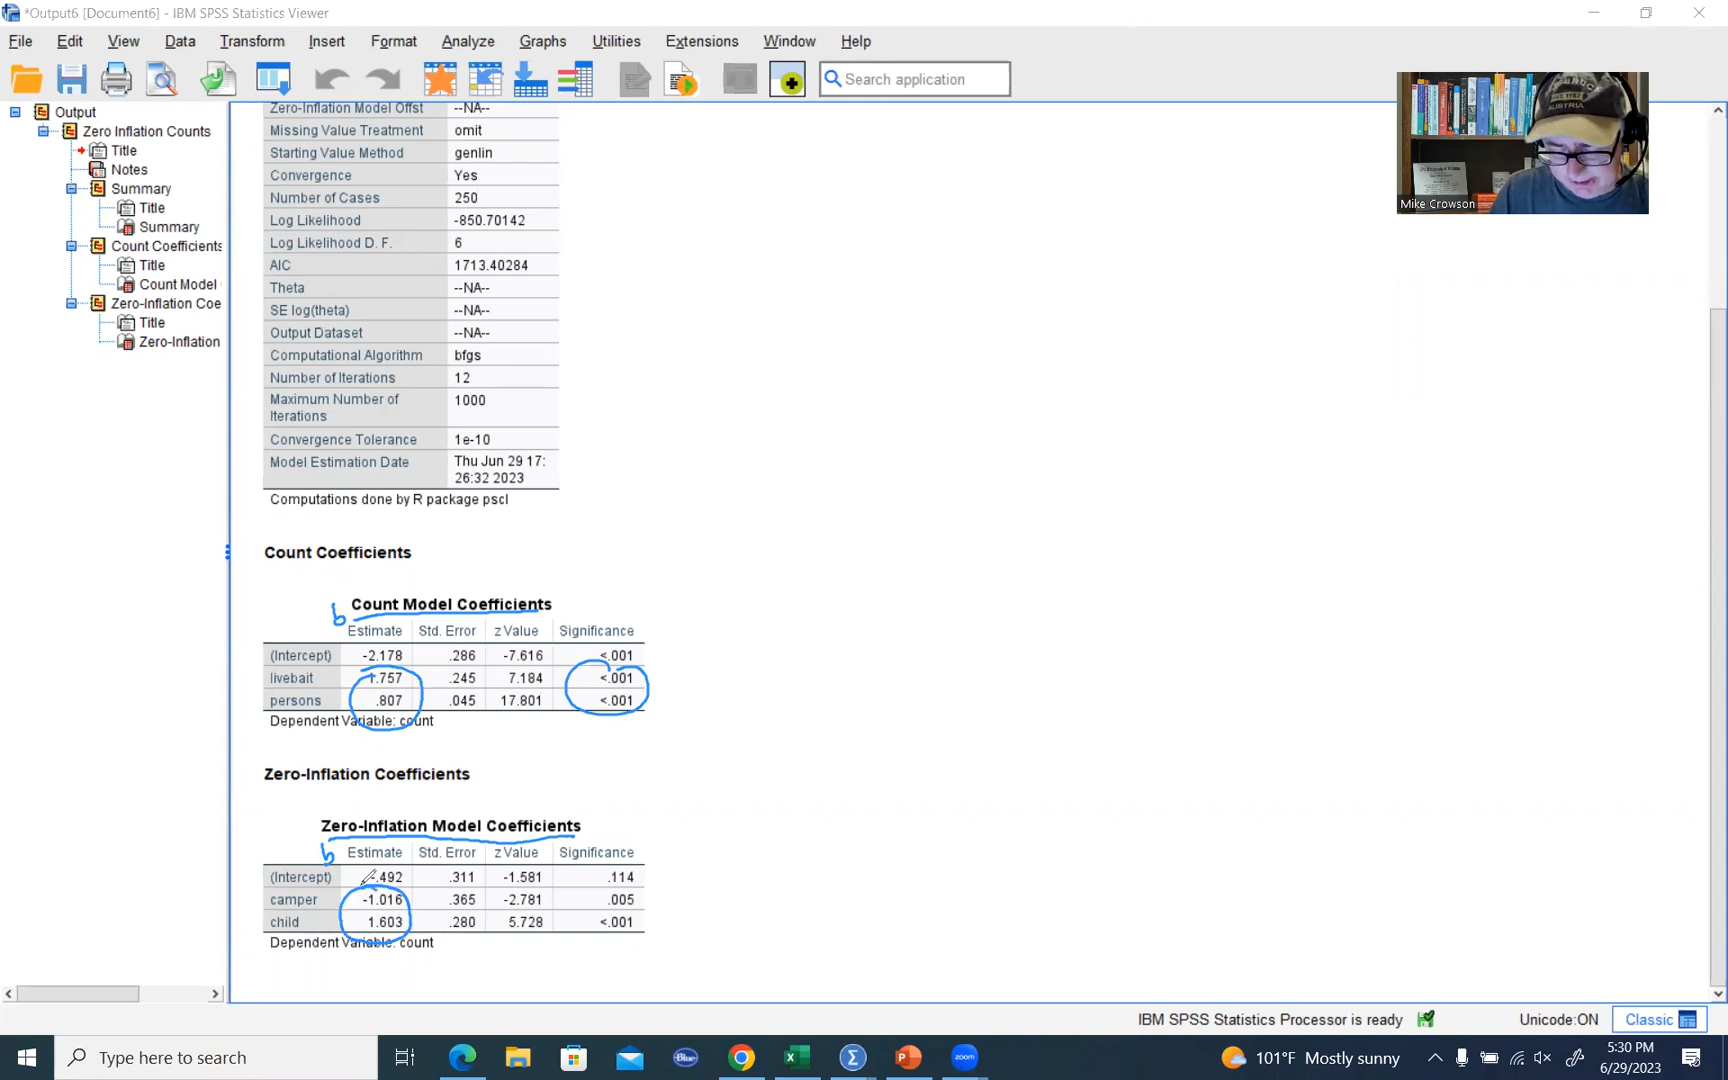 *Output6 [Document6] - IBM SPSS Statistics Viewer
File Edit View Data Transform Insert Format Analyze Graphs Utilities Extensions Window Help
Search application
Output
Zero Inflation Counts
Title
Notes
Summary
Title
Summary
Count Coefficients
Title
Count Model
Zero-Inflation Coe
Title
Zero-Inflation
Zero-Inflation Model Offst --NA--
Missing Value Treatment omit
Starting Value Method genlin
Convergence Yes
Number of Cases 250
Log Likelihood -850.70142
Log Likelihood D. F. 6
AIC 1713.40284
Theta --NA--
SE log(theta) --NA--
Output Dataset --NA--
Computational Algorithm bfgs
Number of Iterations 12
Maximum Number of 1000
Iterations
Convergence Tolerance 1e-10
Model Estimation Date Thu Jun 29 17:
26:32 2023
Computations done by R package pscl
Count Coefficients
Count Model Coefficients
b
Estimate Std. Error z Value Significance
(Intercept) -2.178 .286 -7.616 <.001
livebait 1.757 .245 7.184 <.001
persons .807 .045 17.801 <.001
Dependent Variable: count
Zero-Inflation Coefficients
Zero-Inflation Model Coefficients
b
Estimate Std. Error z Value Significance
(Intercept) .492 .311 -1.581 .114
camper -1.016 .365 -2.781 .005
child 1.603 .280 5.728 <.001
Dependent Variable: count
AUSTRIA
Mike Crowson
IBM SPSS Statistics Processor is ready Unicode:ON Classic
Type here to search
Blue
zoom
101°F Mostly sunny
5:30 PM
6/29/2023